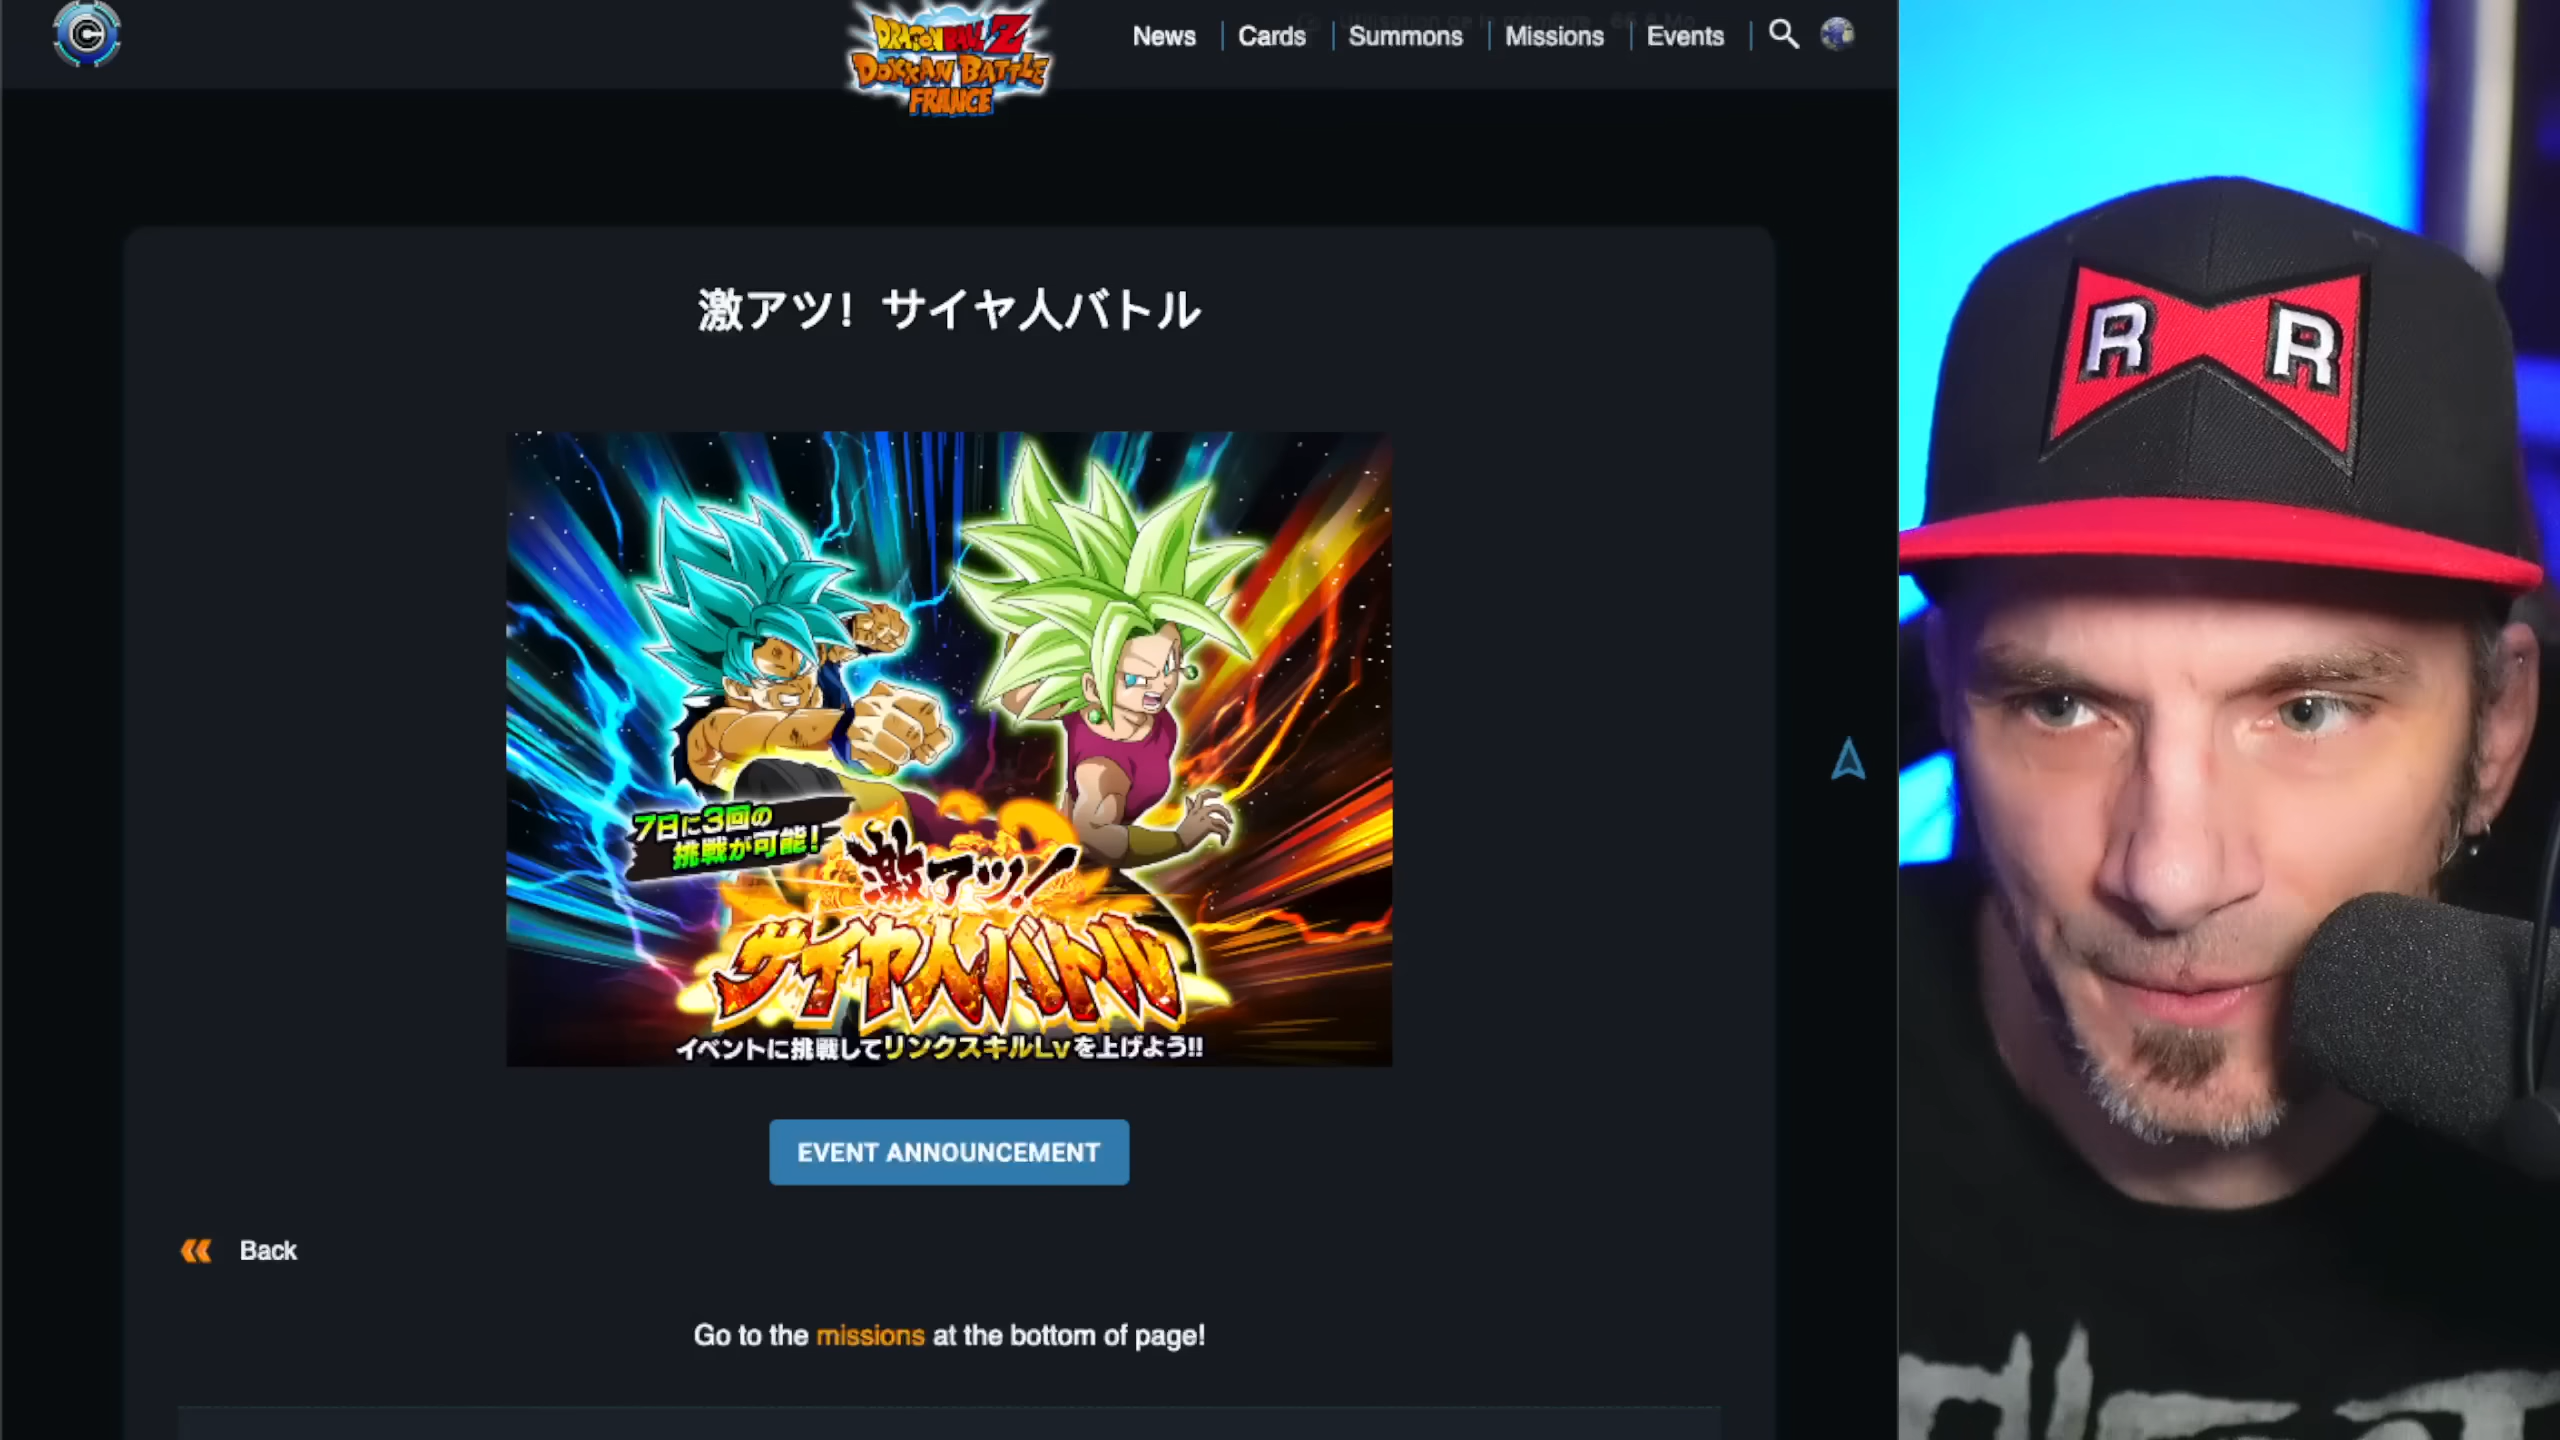 DRAGON BALL Z
DOKKAN BATTLE
FRANCE
News
Cards
Summons
Missions
Events
激アツ！サイヤ人バトル
7日に3回の
挑戦が可能！
激アツ！
サイヤ人バトル
イベントに挑戦してリンクスキルLvを上げよう!!
EVENT ANNOUNCEMENT
Back
Go to the missions at the bottom of page!
R R